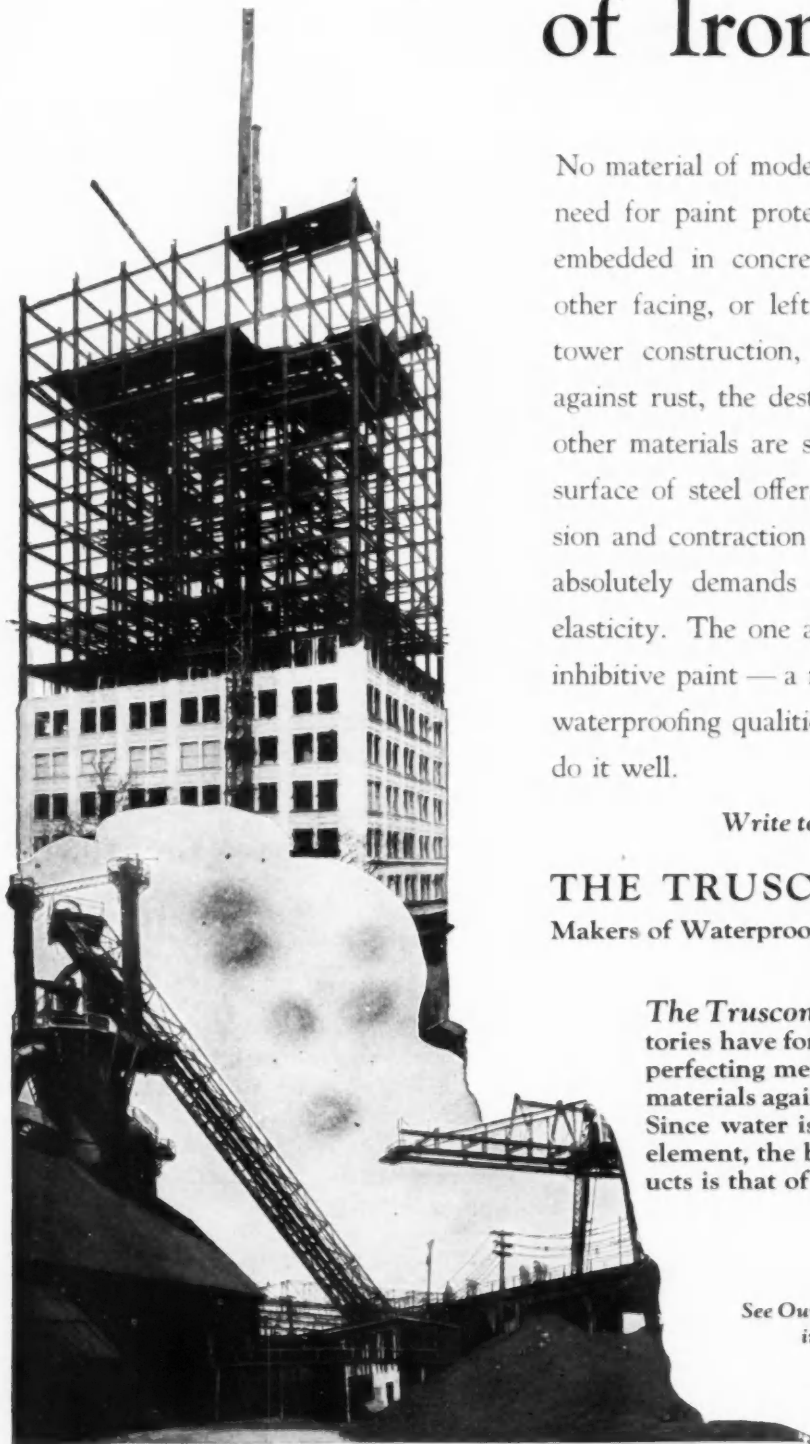 of Iron
No material of mode
need for paint prote
embedded in concre
other facing, or left
tower construction,
against rust, the dest
other materials are s
surface of steel offer
sion and contraction
absolutely demands
elasticity. The one a
inhibitive paint — a
waterproofing qualiti
do it well.
Write to
THE TRUSC
Makers of Waterproo
The Truscon
tories have for
perfecting me
materials agai
Since water is
element, the b
ucts is that of
See Ou
i